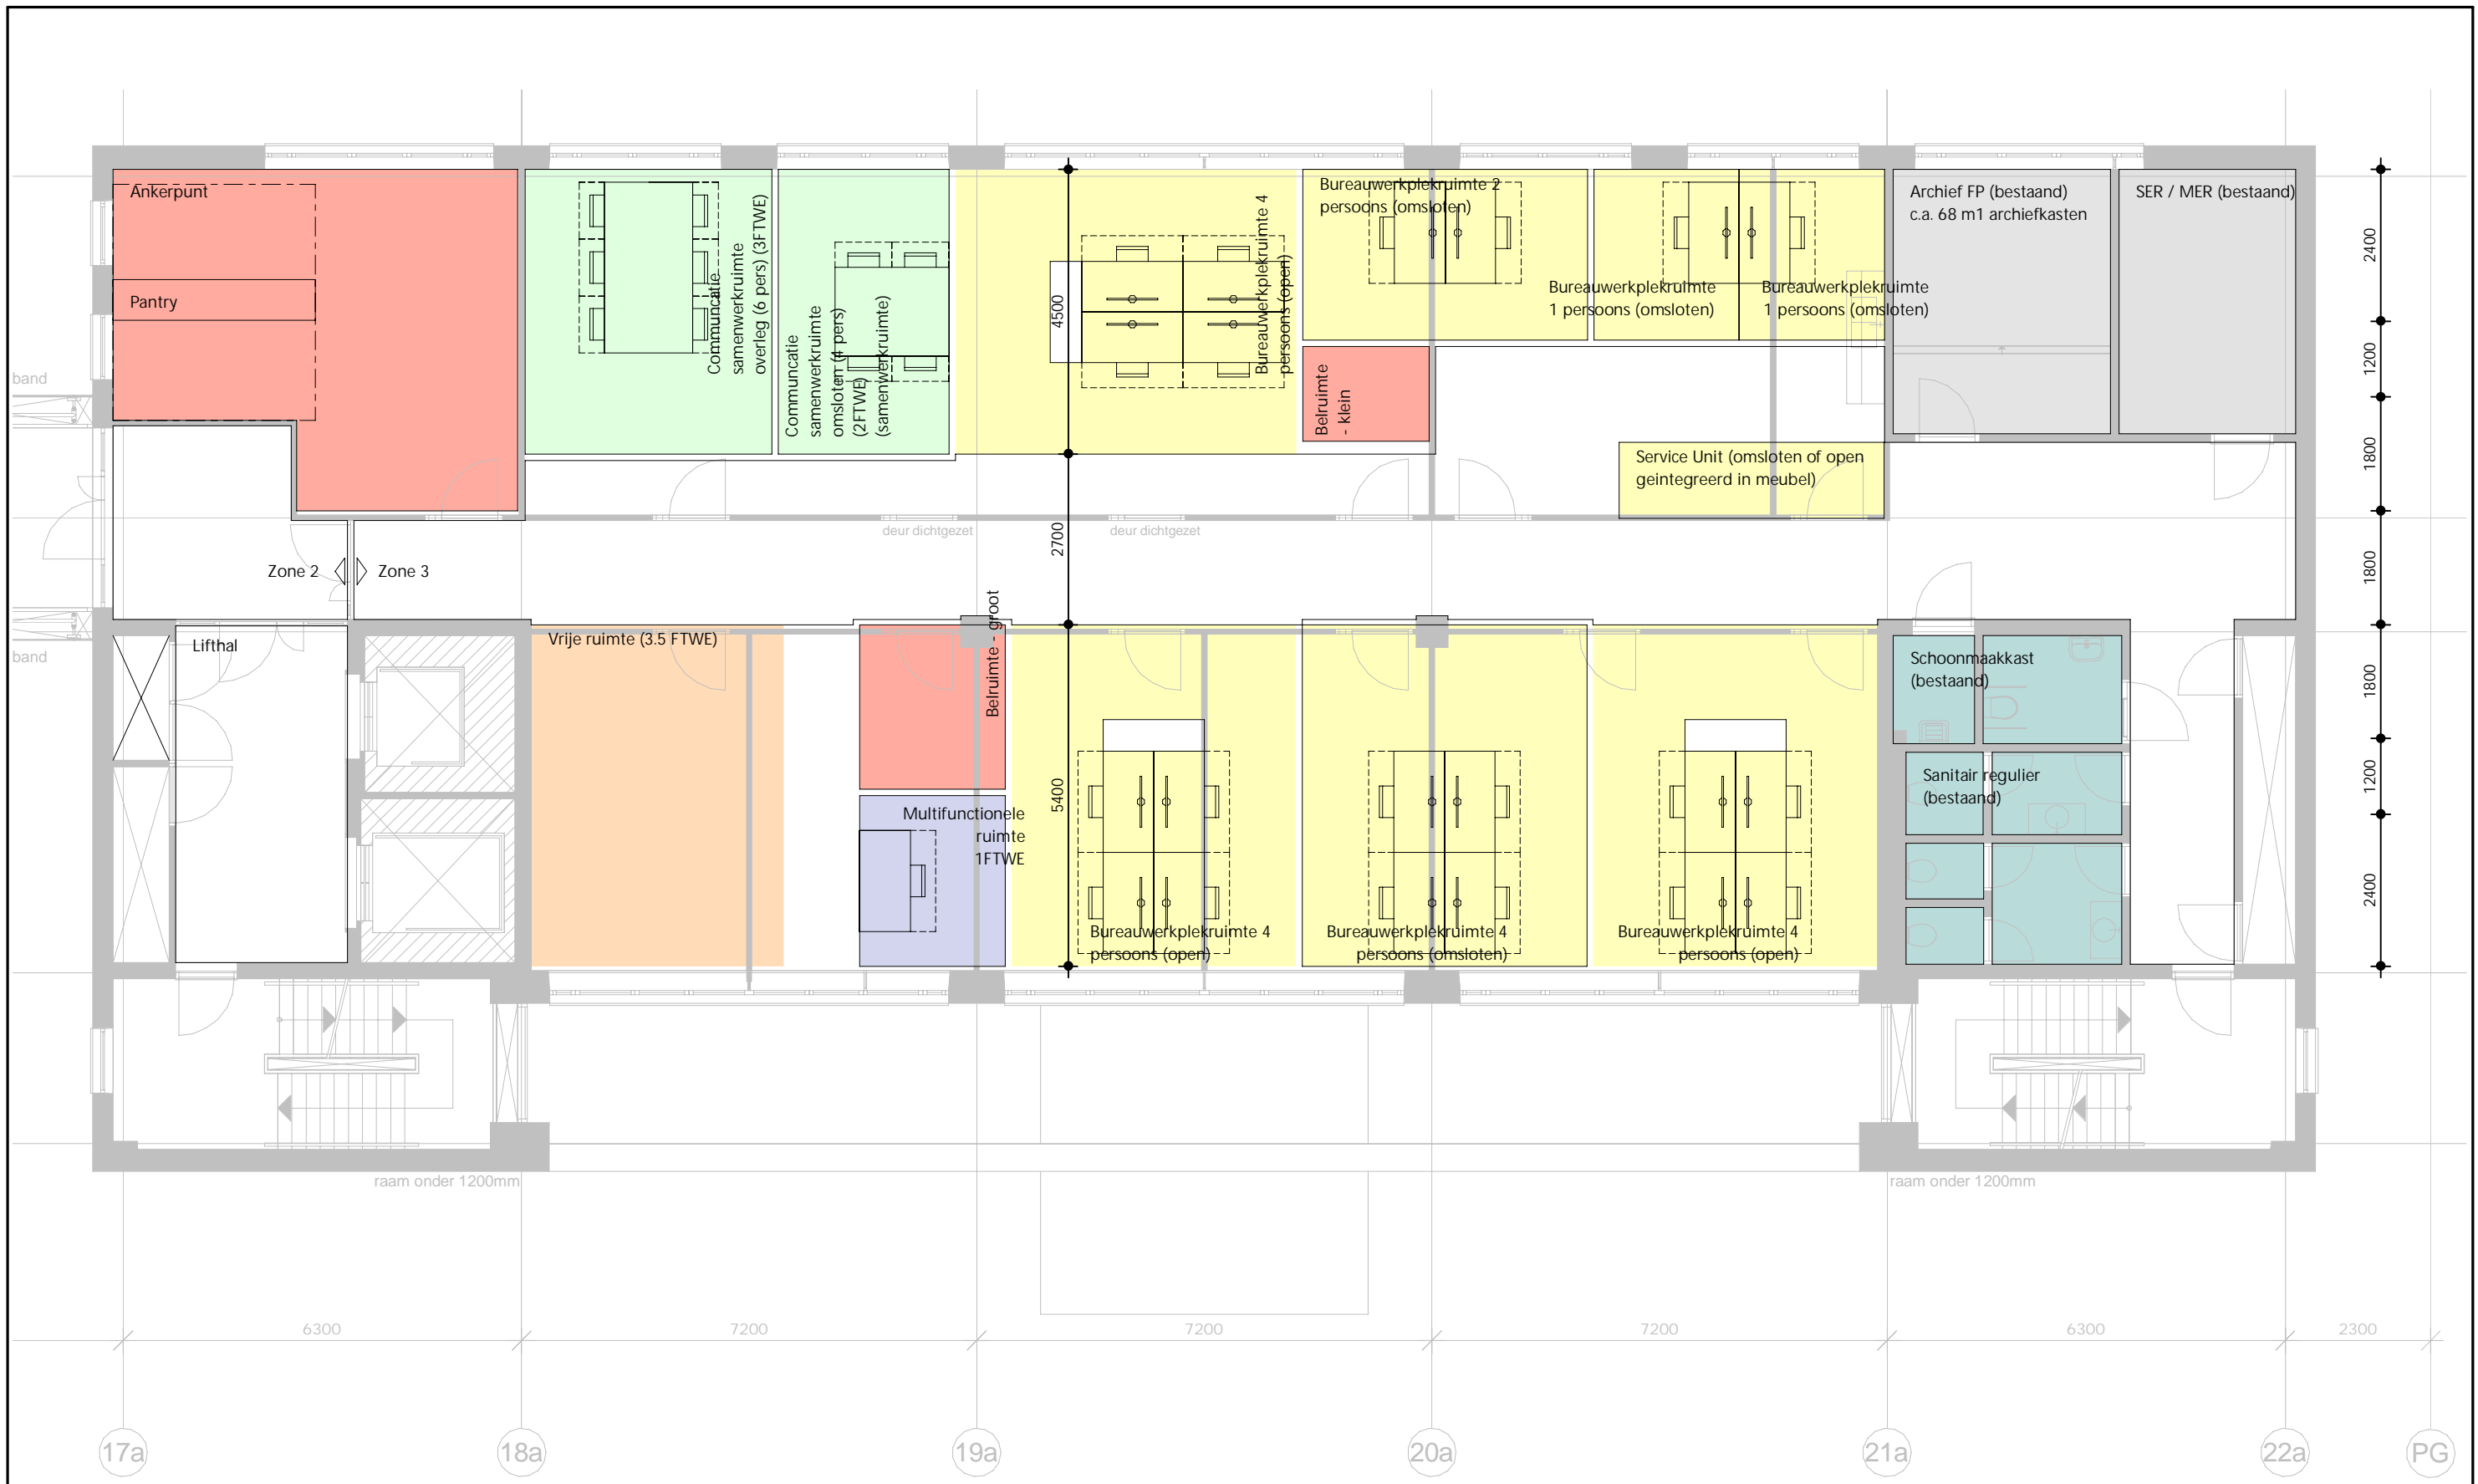 Ankerpunt
Pantry
Communcatie
samenwerkruimte
overleg (6 pers) (3FTWE)
Communcatie
samenwerkruimte
omsloten (4 pers)
(2FTWE)
(samenwerkruimte)
4500
Bureauwerkplekruimte 4
persoons (open)
Bureauwerkplekruimte 2
persoons (omsloten)
Bureauwerkplekruimte
1 persoons (omsloten)
Bureauwerkplekruimte
1 persoons (omsloten)
Archief FP (bestaand)
c.a. 68 m1 archiefkasten
SER / MER (bestaand)
2400
1200
1800
1800
1800
1200
2400
band
Belruimte
- klein
Service Unit (omsloten of open
geintegreerd in meubel)
deur dichtgezet
deur dichtgezet
2700
Zone 2
Zone 3
band
Lifthal
Vrije ruimte (3.5 FTWE)
Belruimte - groot
5400
Multifunctionele
ruimte
1FTWE
Bureauwerkplekruimte 4
persoons (open)
Bureauwerkplekruimte 4
persoons (omsloten)
Bureauwerkplekruimte 4
persoons (open)
Schoonmaakkast
(bestaand)
Sanitair regulier
(bestaand)
raam onder 1200mm
raam onder 1200mm
6300
7200
7200
7200
6300
2300
17a
18a
19a
20a
21a
22a
PG